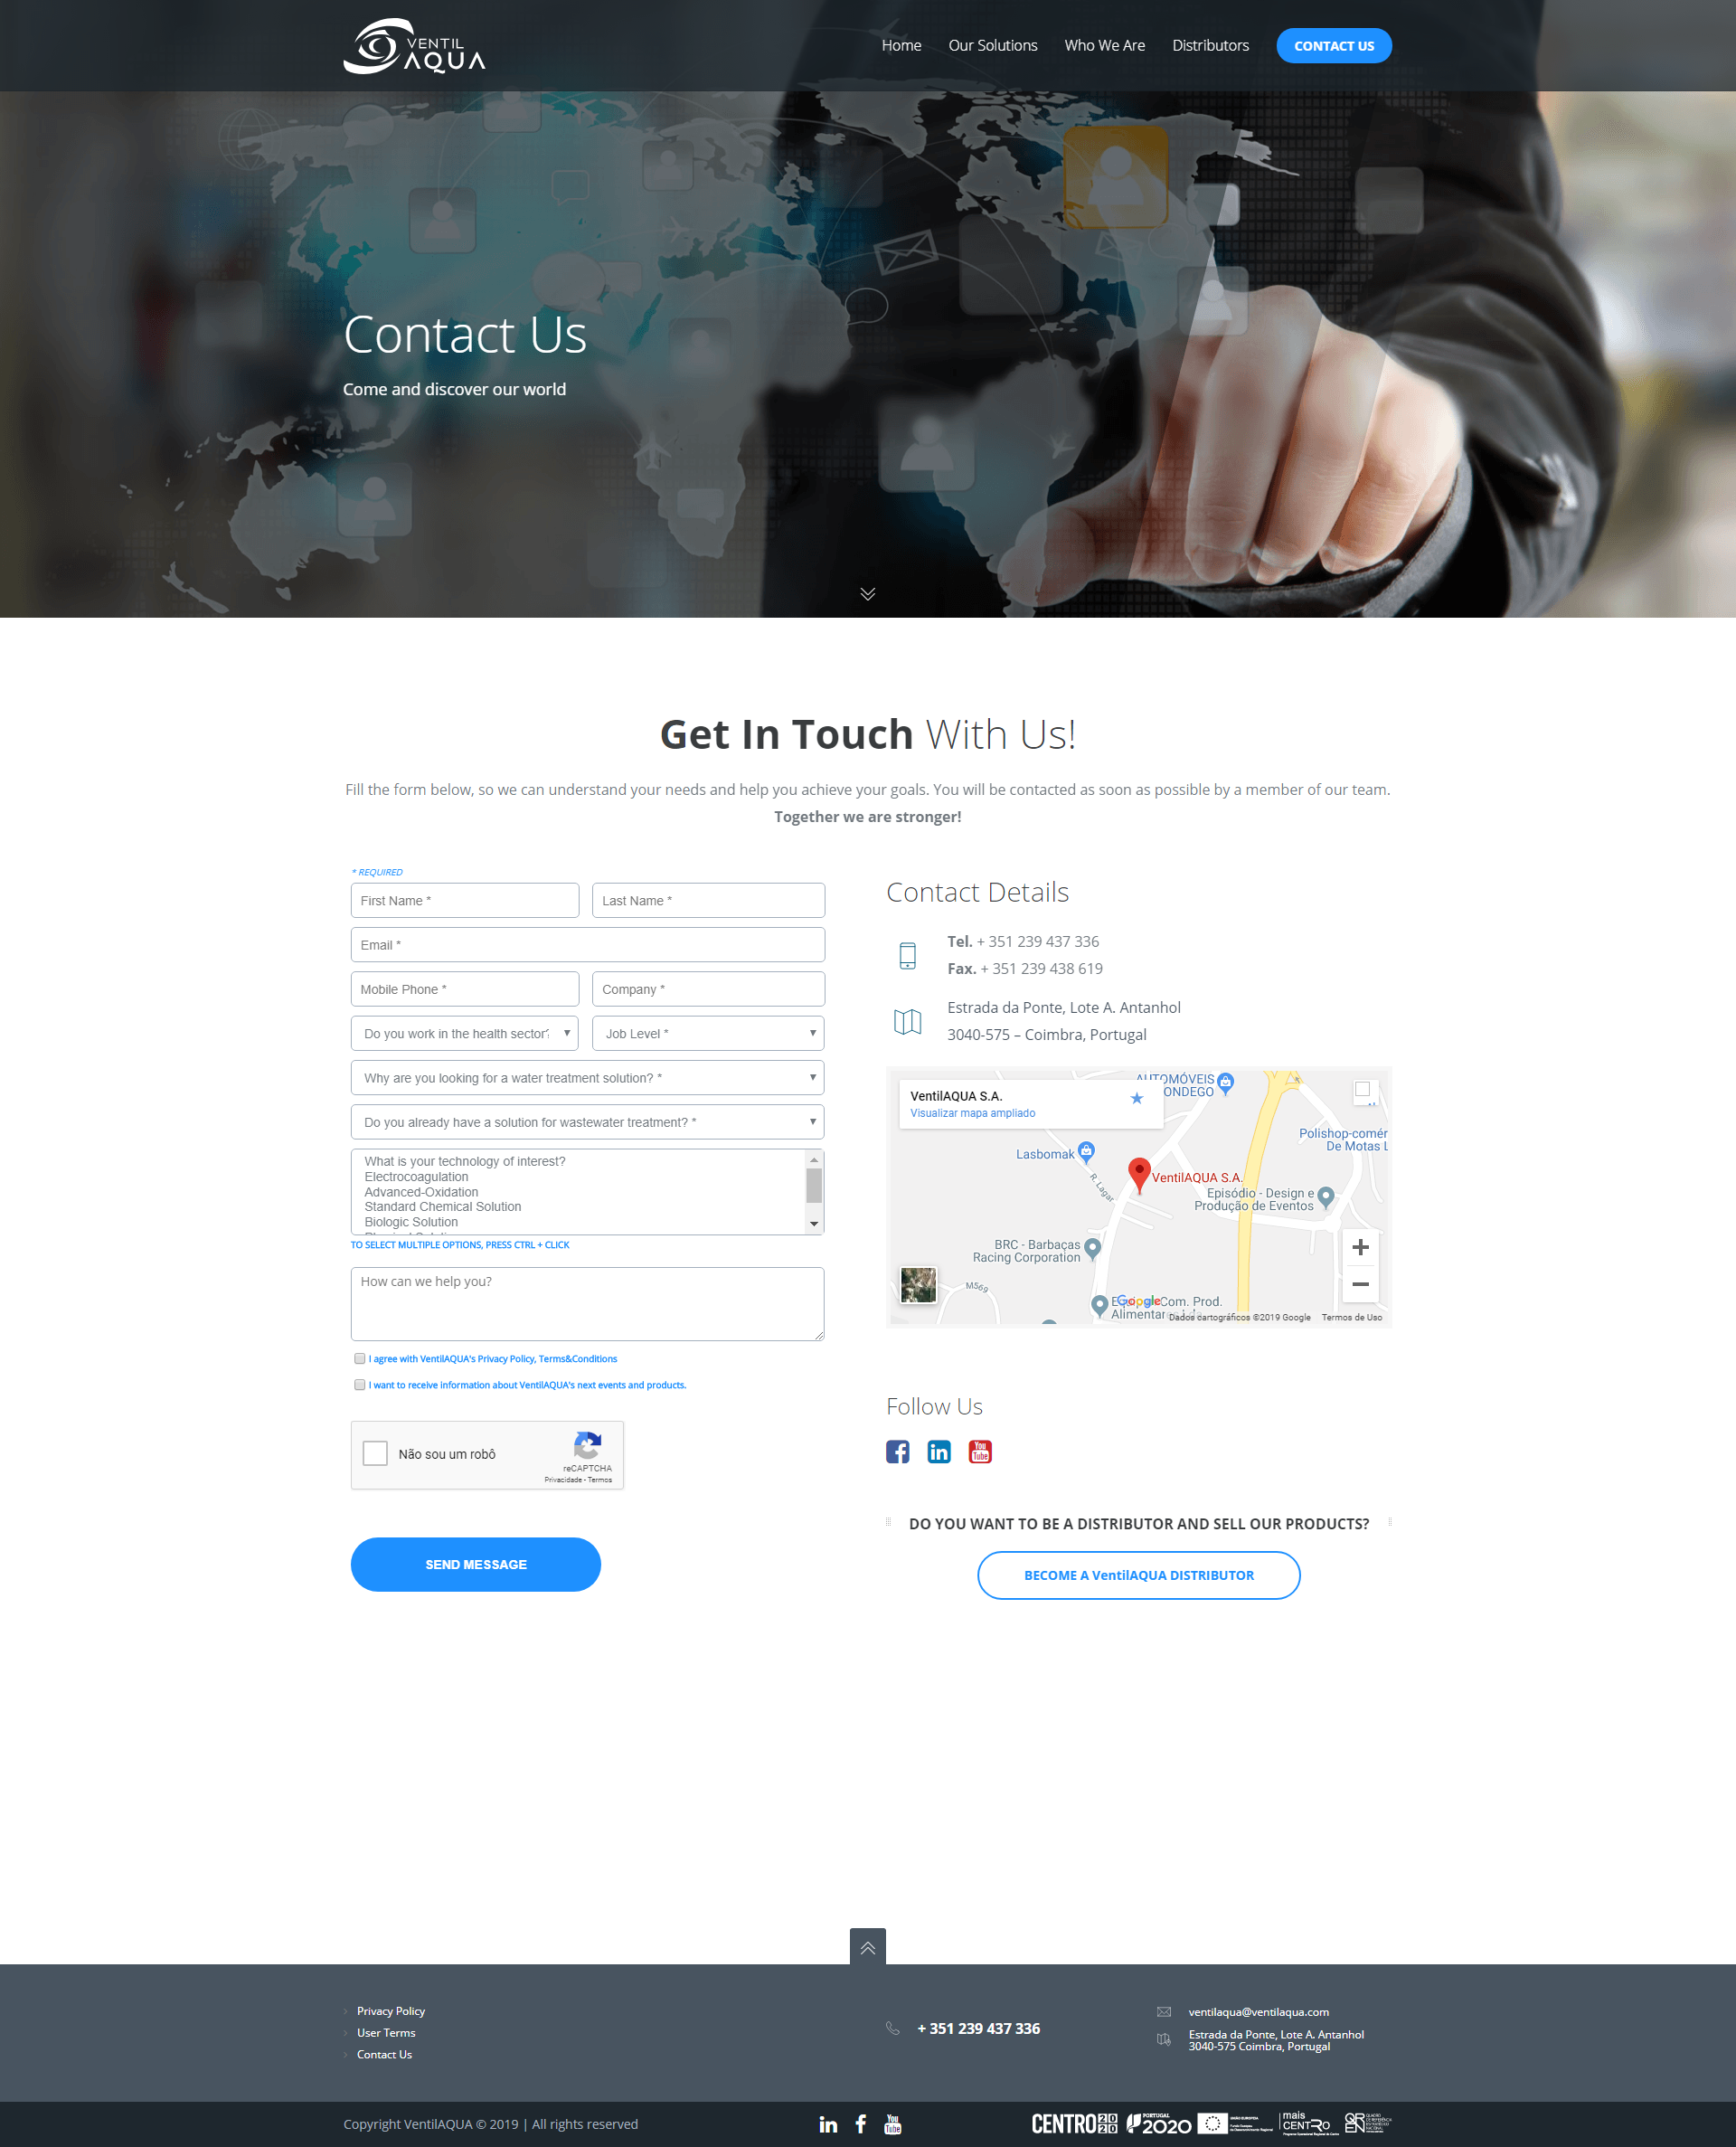 VENTIL
AQUA
Home
Our Solutions
Who We Are
Distributors
CONTACT US
Contact Us
Come and discover our world
Get In Touch With Us!
Fill the form below, so we can understand your needs and help you achieve your goals. You will be contacted as soon as possible by a member of our team.
Together we are stronger!
* REQUIRED
First Name *
Last Name *
Email *
Mobile Phone *
Company *
Do you work in the health sector?
Job Level *
Why are you looking for a water treatment solution? *
Do you already have a solution for wastewater treatment? *
What is your technology of interest?
Electrocoagulation
Advanced-Oxidation
Standard Chemical Solution
Biologic Solution
TO SELECT MULTIPLE OPTIONS, PRESS CTRL + CLICK
How can we help you?
I agree with VentilAQUA's Privacy Policy, Terms&Conditions
I want to receive information about VentilAQUA's next events and products.
Não sou um robô
reCAPTCHA
Privacidade - Termos
SEND MESSAGE
Contact Details
Tel. + 351 239 437 336
Fax. + 351 239 438 619
Estrada da Ponte, Lote A. Antanhol
3040-575 – Coimbra, Portugal
AUTOMÓVEIS
ONDEGO
VentilAQUA S.A.
Visualizar mapa ampliado
Polishop-comér
De Motas L
Lasbomak
R. Lagar
VentilAQUA S.A.
Episódio - Design e
Produção de Eventos
BRC - Barbaças
Racing Corporation
M569
Google
Com. Prod.
Alimentar
Dados cartográficos ©2019 Google
Termos de Uso
Follow Us
You
Tube
DO YOU WANT TO BE A DISTRIBUTOR AND SELL OUR PRODUCTS?
BECOME A VentilAQUA DISTRIBUTOR
Privacy Policy
User Terms
Contact Us
+ 351 239 437 336
ventilaqua@ventilaqua.com
Estrada da Ponte, Lote A. Antanhol
3040-575 Coimbra, Portugal
Copyright VentilAQUA © 2019 | All rights reserved
You
Tube
CENTRO 2020
PORTUGAL
2020
UNIÃO EUROPEIA
mais
CENTRO
QREN